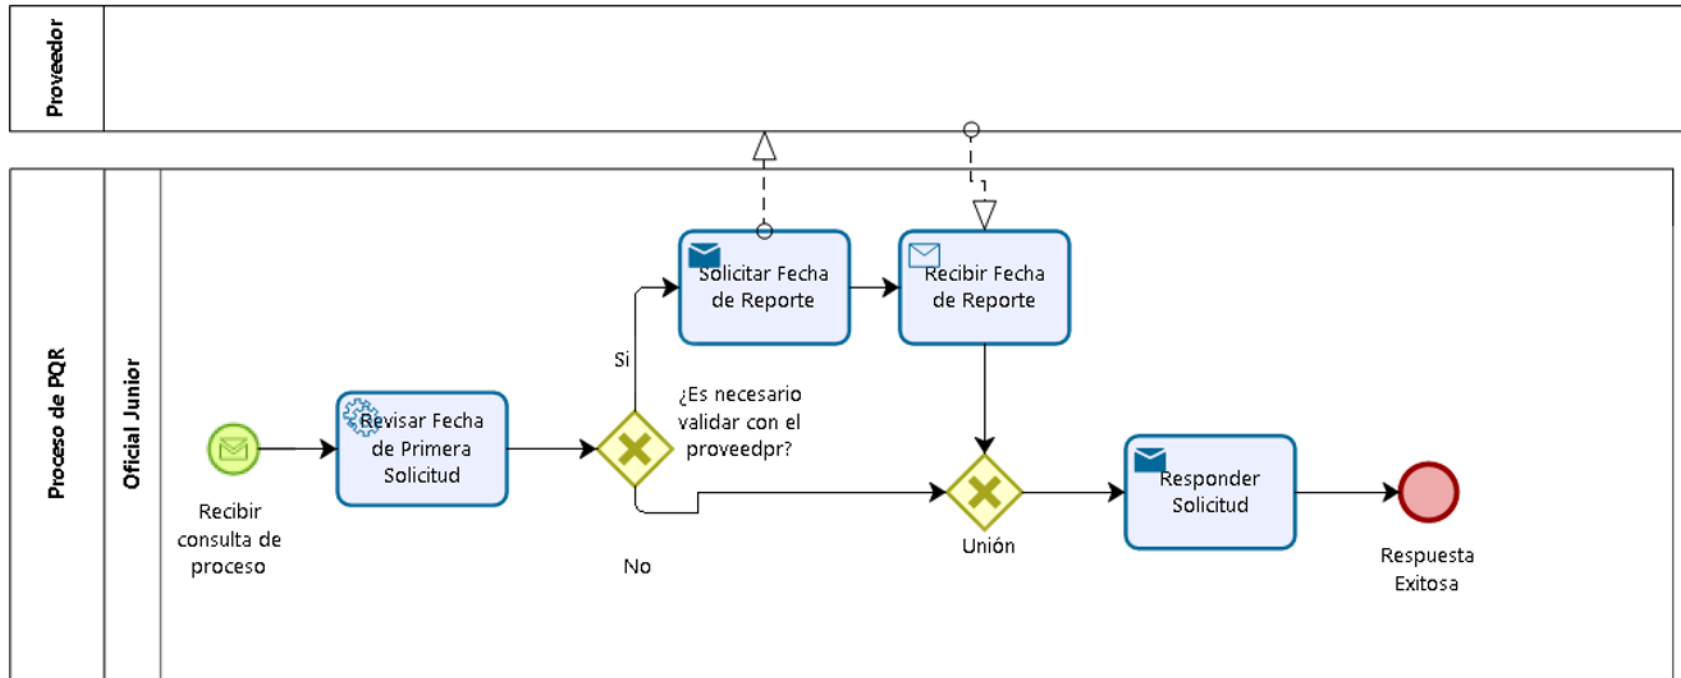 Proveedor
Proceso de PQR
Oficial Junior
Recibir
consulta de
proceso
Revisar Fecha
de Primera
Solicitud
Si
¿Es necesario
validar con el
proveedpr?
No
Solicitar Fecha
de Reporte
Recibir Fecha
de Reporte
Unión
Responder
Solicitud
Respuesta
Exitosa